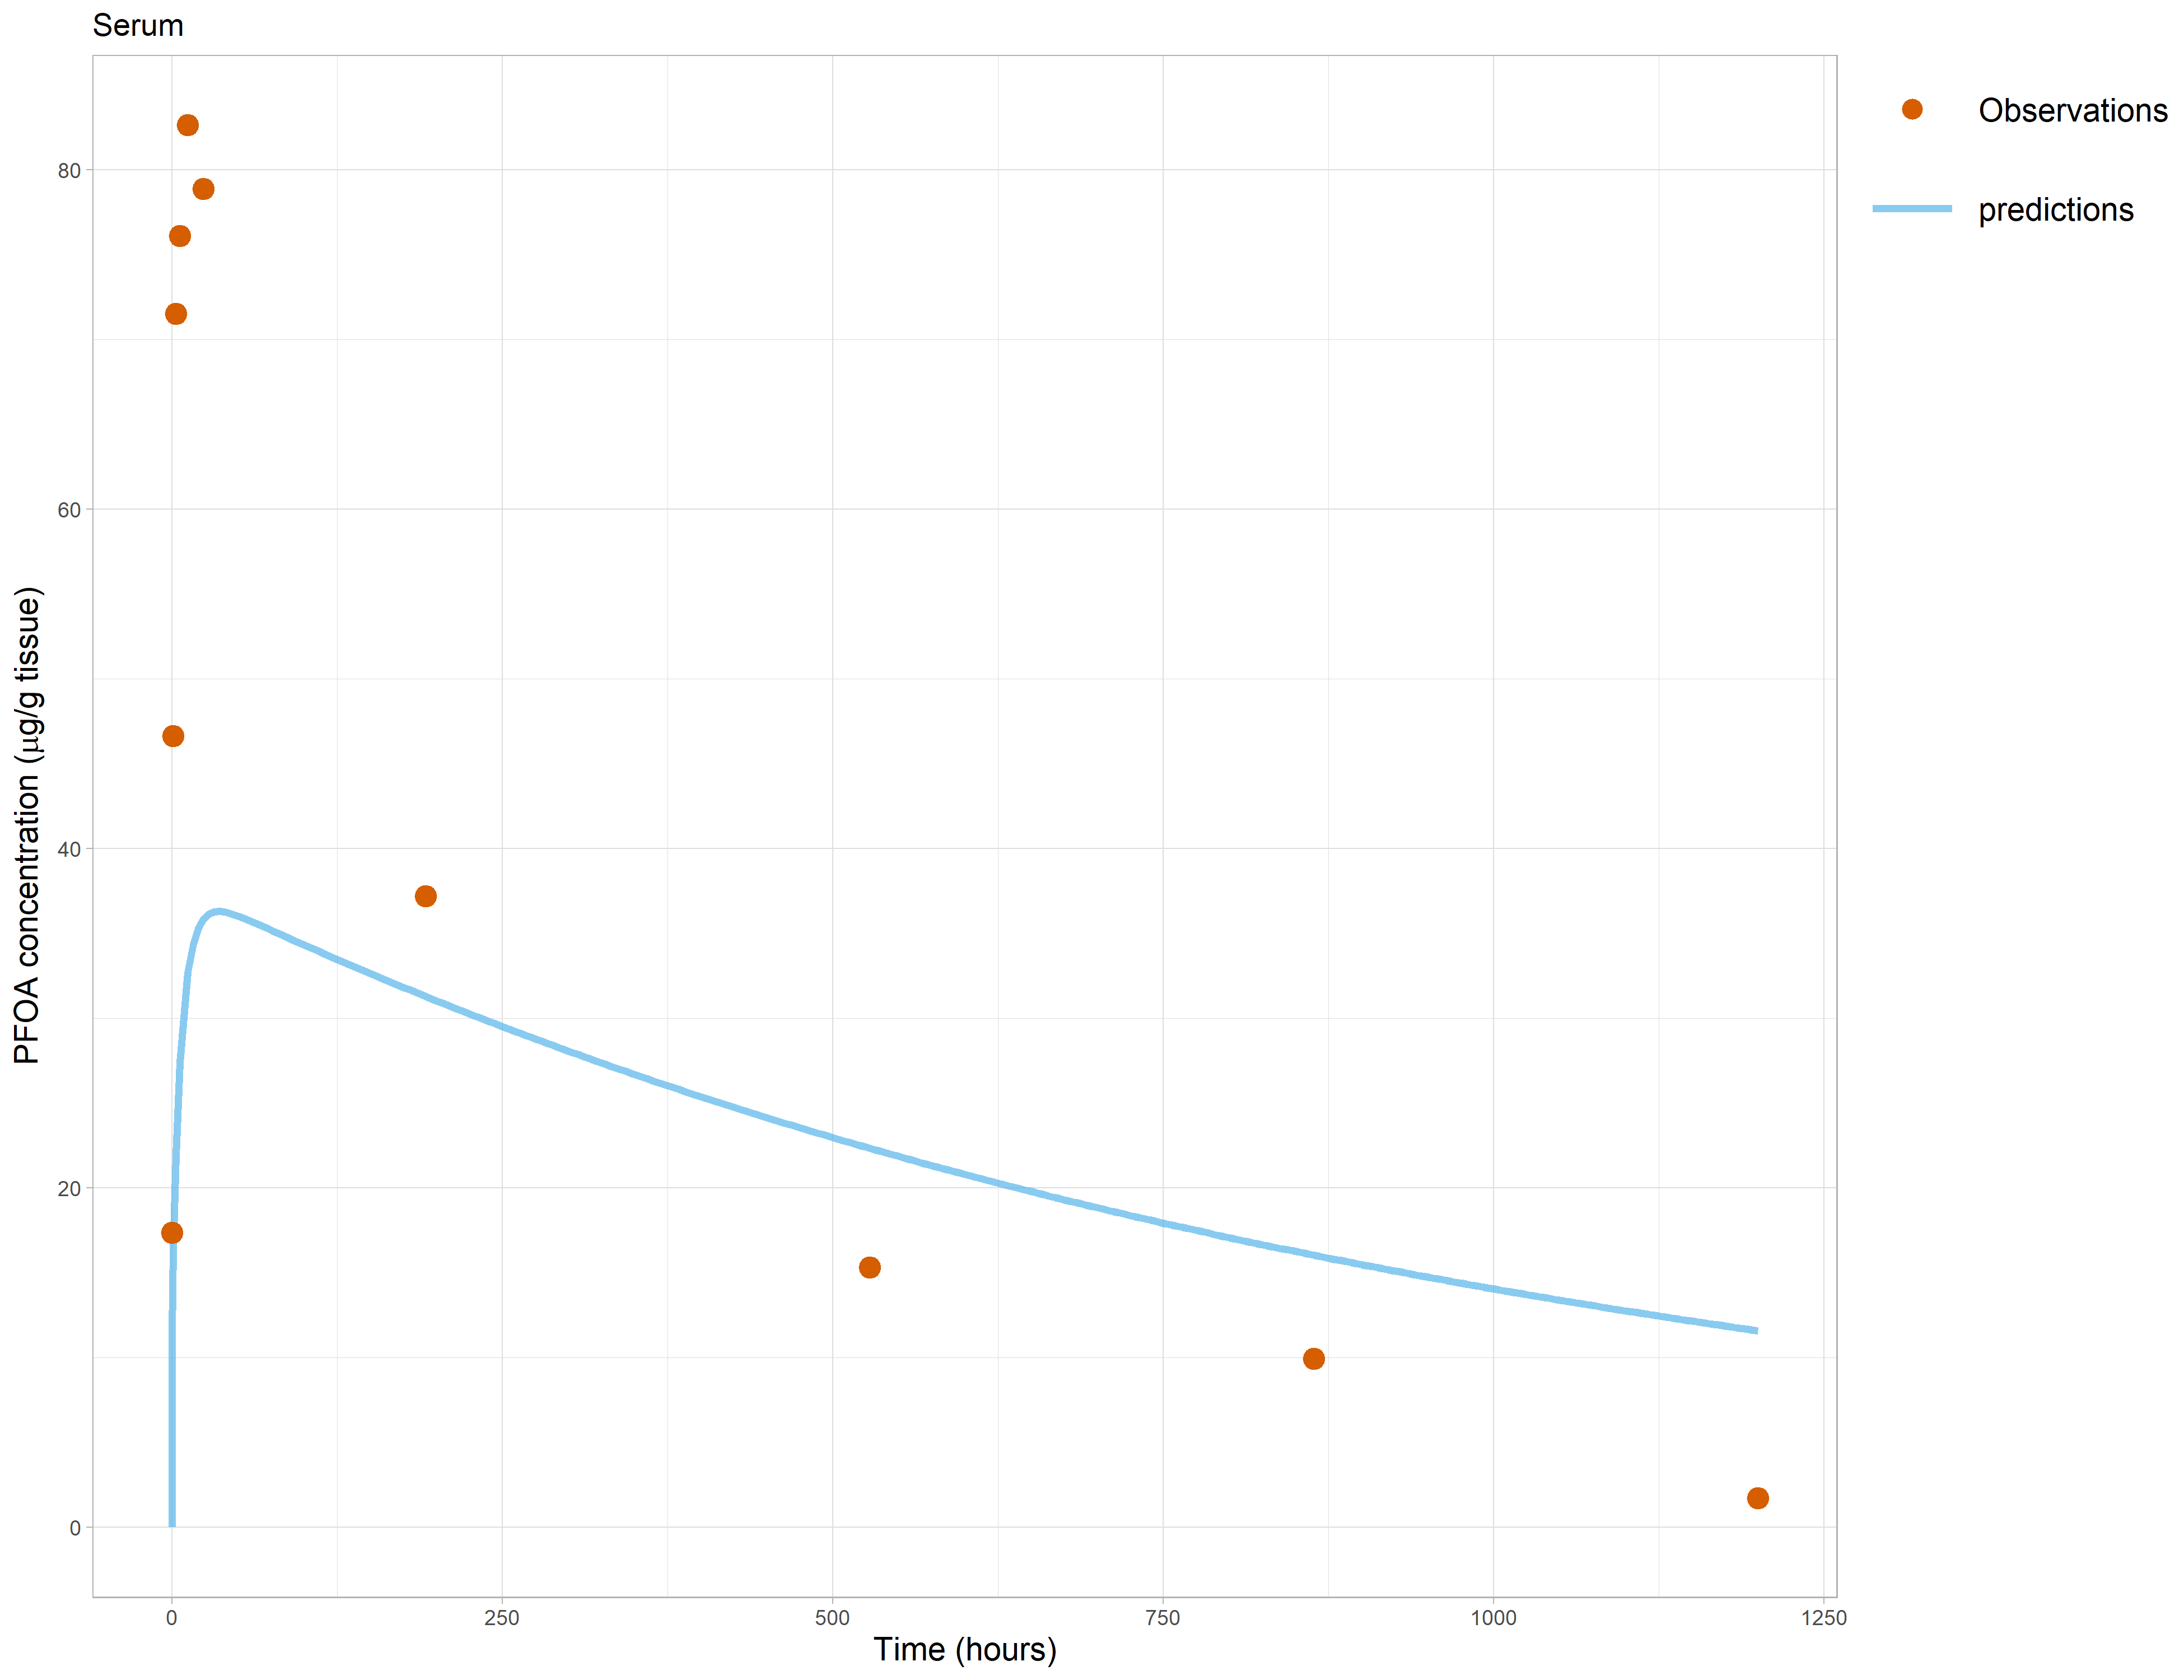 Serum
Observations
predictions
PFOA concentration (μg/g tissue)
80
60
40
20
0
0
250
500
750
1000
1250
Time (hours)